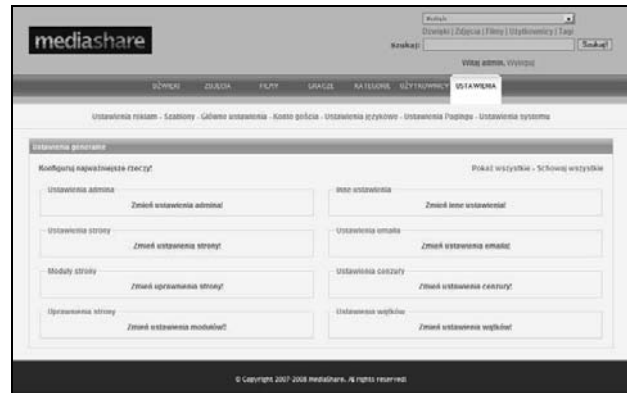 Polish
mediashare
Dźwięki | Zdjęcia | Filmy | Użytkownicy | Tagi
Szukaj: Szukaj!
Witaj admin, Wyloguj
DŹWIĘKI ZDJĘCIA FILMY GRACZE KATEGORIE UŻYTKOWNICY USTAWIENIA
Ustawienia reklam - Szablony - Główne ustawienia - Konto gościa - Ustawienia językowe - Ustawienia Pagingu - Ustawienia systemu
Ustawienia generalne
Konfiguruj najważniejsze rzeczy! Pokaż wszystkie - Schowaj wszystkie
Ustawienia admina Inne ustawienia
Zmień ustawienia admina! Zmień inne ustawienia!
Ustawienia strony Ustawienia emaila
Zmień ustawienia strony! Zmień ustawienia emaila!
Moduły strony Ustawienia cenzury
Zmień uprawnienia strony! Zmień ustawienia cenzury!
Uprawnienia strony Ustawienia wątków
Zmień ustawienia modułów!! Zmień ustawienia wątków!
© Copyright 2007-2008 MediaShare. All rights reserved.